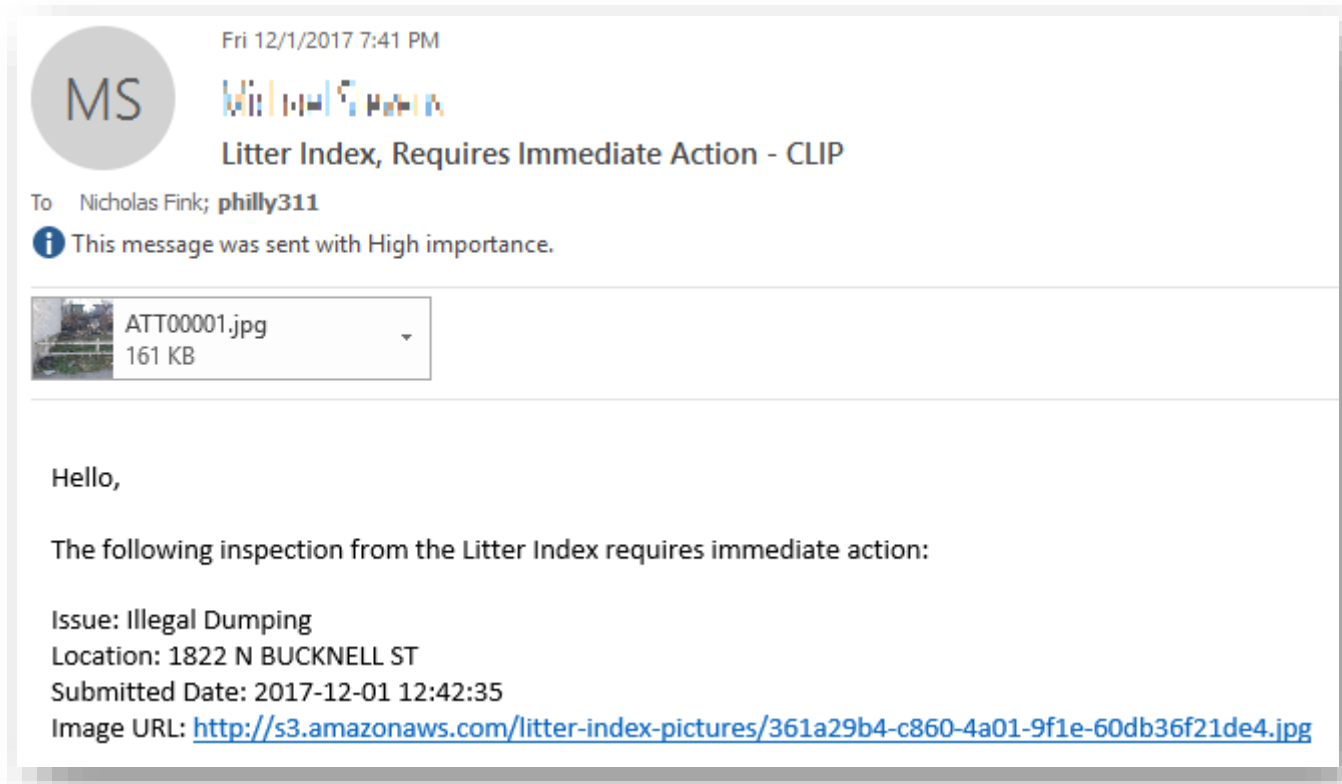 Fri 12/1/2017 7:41 PM
MS
Litter Index, Requires Immediate Action - CLIP
To Nicholas Fink; philly311
This message was sent with High importance.
ATT00001.jpg
161 KB
Hello,
The following inspection from the Litter Index requires immediate action:
Issue: Illegal Dumping
Location: 1822 N BUCKNELL ST
Submitted Date: 2017-12-01 12:42:35
Image URL: http://s3.amazonaws.com/litter-index-pictures/361a29b4-c860-4a01-9f1e-60db36f21de4.jpg